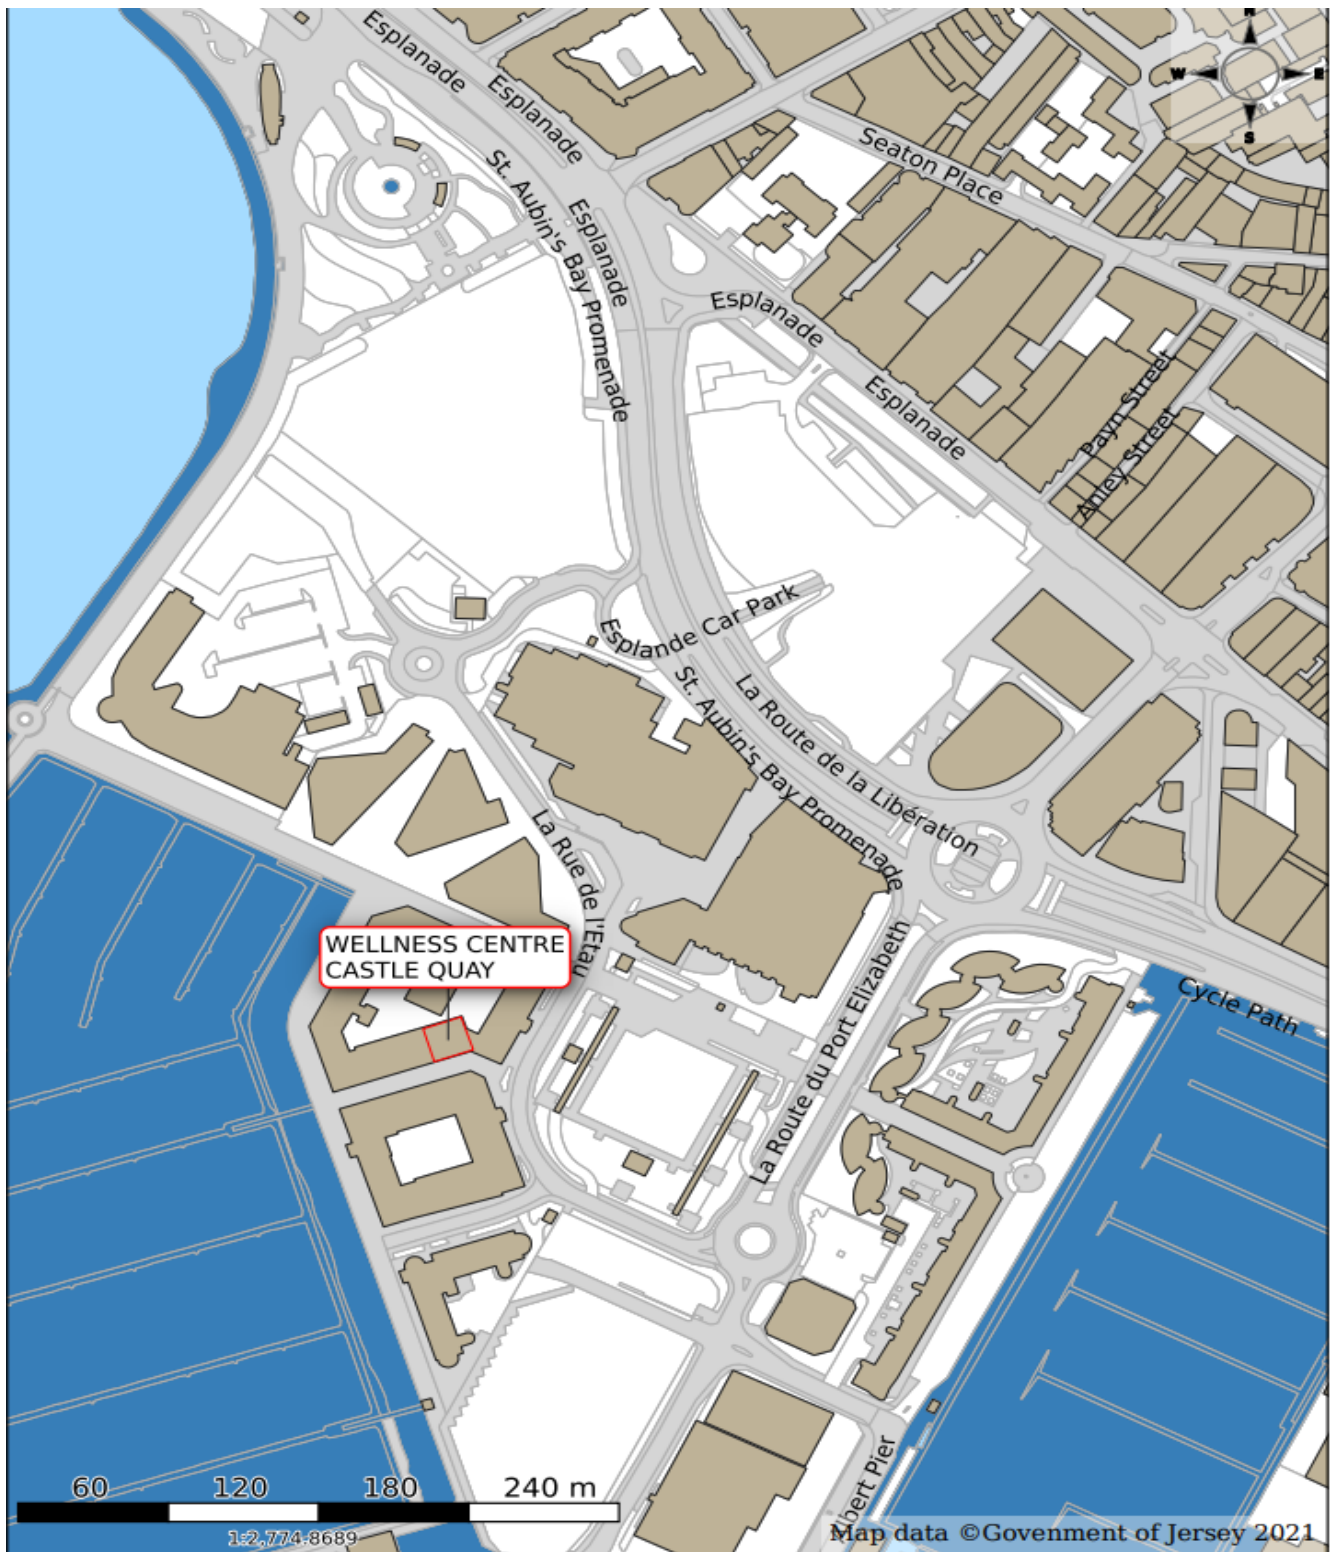 N
W
E
S
Esplanade
Esplanade
Seaton Place
St. Aubin's Bay Promenade
Esplanade
Esplanade
Esplanade
Payn Street
Anley Street
Esplande Car Park
St. Aubin's Bay Promenade
La Route de la Libération
La Rue de l'Étau
WELLNESS CENTRE
CASTLE QUAY
La Route du Port Elizabeth
Cycle Path
Albert Pier
60
120
180
240 m
1:2,774.8689
Map data ©Govenment of Jersey 2021